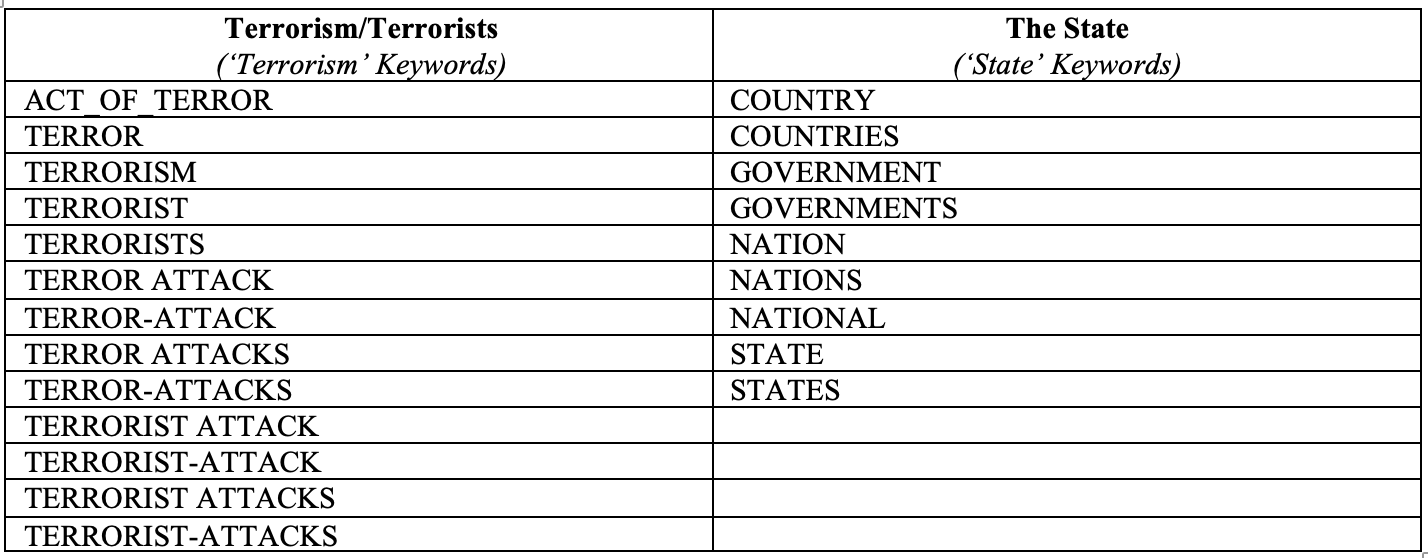 Terrorism/Terrorists The State
(‘Terrorism’ Keywords) (‘State’ Keywords)
ACT_OF_TERROR COUNTRY
TERROR COUNTRIES
TERRORISM GOVERNMENT
TERRORIST GOVERNMENTS
TERRORISTS NATION
TERROR ATTACK NATIONS
TERROR-ATTACK NATIONAL
TERROR ATTACKS STATE
TERROR-ATTACKS STATES
TERRORIST ATTACK
TERRORIST-ATTACK
TERRORIST ATTACKS
TERRORIST-ATTACKS